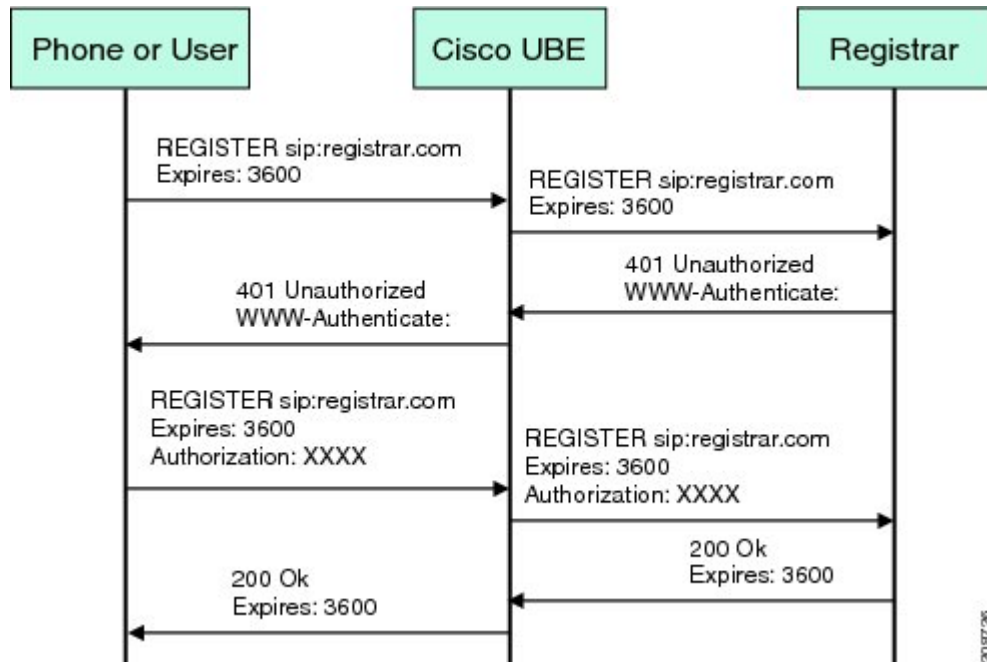 Phone or User
Cisco UBE
Registrar
REGISTER sip:registrar.com
Expires: 3600
REGISTER sip:registrar.com
Expires: 3600
401 Unauthorized
WWW-Authenticate:
401 Unauthorized
WWW-Authenticate:
REGISTER sip:registrar.com
Expires: 3600
Authorization: XXXX
REGISTER sip:registrar.com
Expires: 3600
Authorization: XXXX
200 Ok
Expires: 3600
200 Ok
Expires: 3600